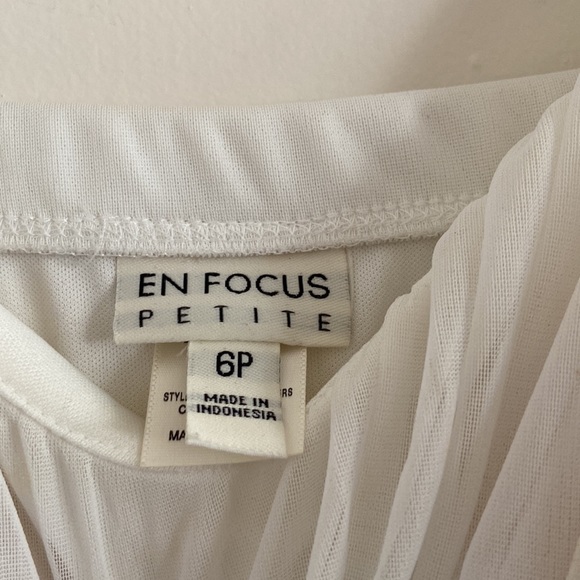 EN FOCUS
PETITE
6P
MADE IN
INDONESIA